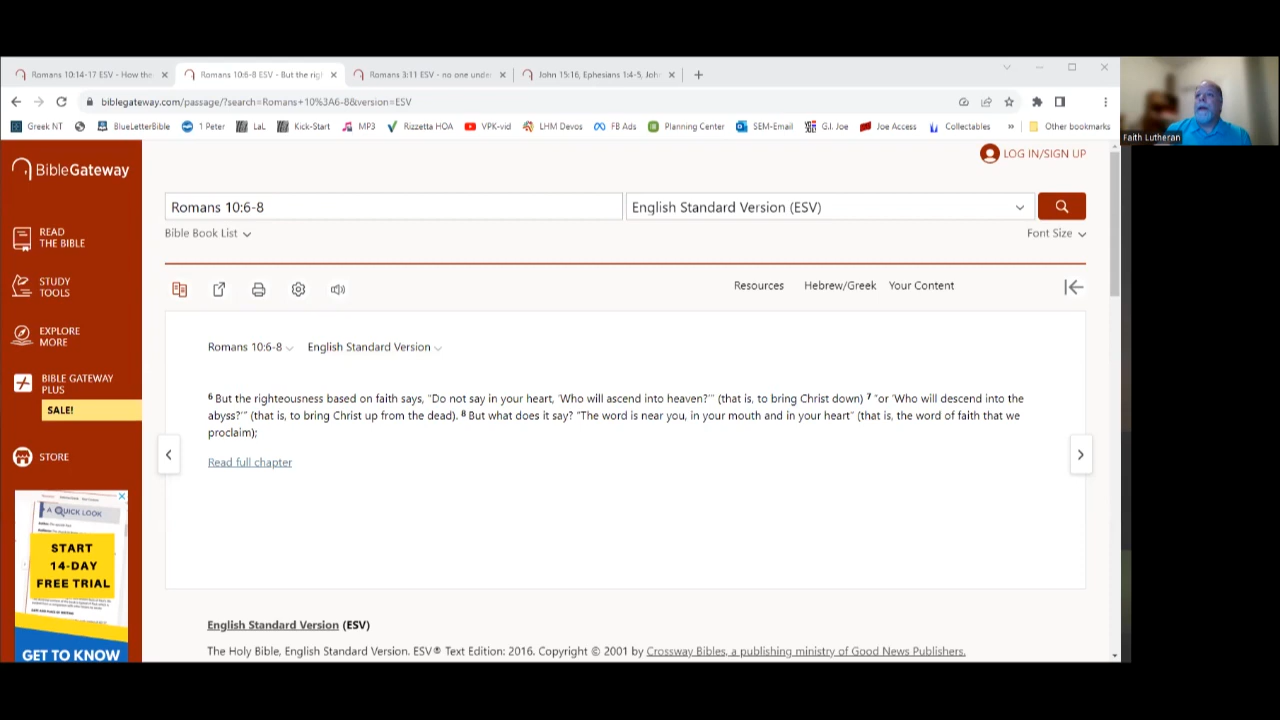 Romans 10:14-17 ESV - How the
Romans 10:6-8 ESV - But the rig
Romans 3:11 ESV - no one under
John 15:16, Ephesians 1:4-5, Joh
biblegateway.com/passage/?search=Romans+10%3A6-8&version=ESV
Greek NT
BlueLetterBible
1 Peter
LaL
Kick-Start
MP3
Rizzetta HOA
VPK-vid
LHM Devos
FB Ads
Planning Center
SEM-Email
G.I. Joe
Joe Access
Collectables
»
Other bookmarks
Faith Lutheran
BibleGateway
LOG IN/SIGN UP
Romans 10:6-8
English Standard Version (ESV)
Bible Book List
Font Size
READ
THE BIBLE
STUDY
TOOLS
EXPLORE
MORE
BIBLE GATEWAY
PLUS
SALE!
STORE
Resources
Hebrew/Greek
Your Content
Romans 10:6-8
English Standard Version
6 But the righteousness based on faith says, “Do not say in your heart, ‘Who will ascend into heaven?’” (that is, to bring Christ down) 7 “or ‘Who will descend into the
abyss?’” (that is, to bring Christ up from the dead). 8 But what does it say? “The word is near you, in your mouth and in your heart” (that is, the word of faith that we
proclaim);
Read full chapter
A QUICK LOOK
START
14-DAY
FREE TRIAL
GET TO KNOW
English Standard Version (ESV)
The Holy Bible, English Standard Version. ESV® Text Edition: 2016. Copyright © 2001 by Crossway Bibles, a publishing ministry of Good News Publishers.